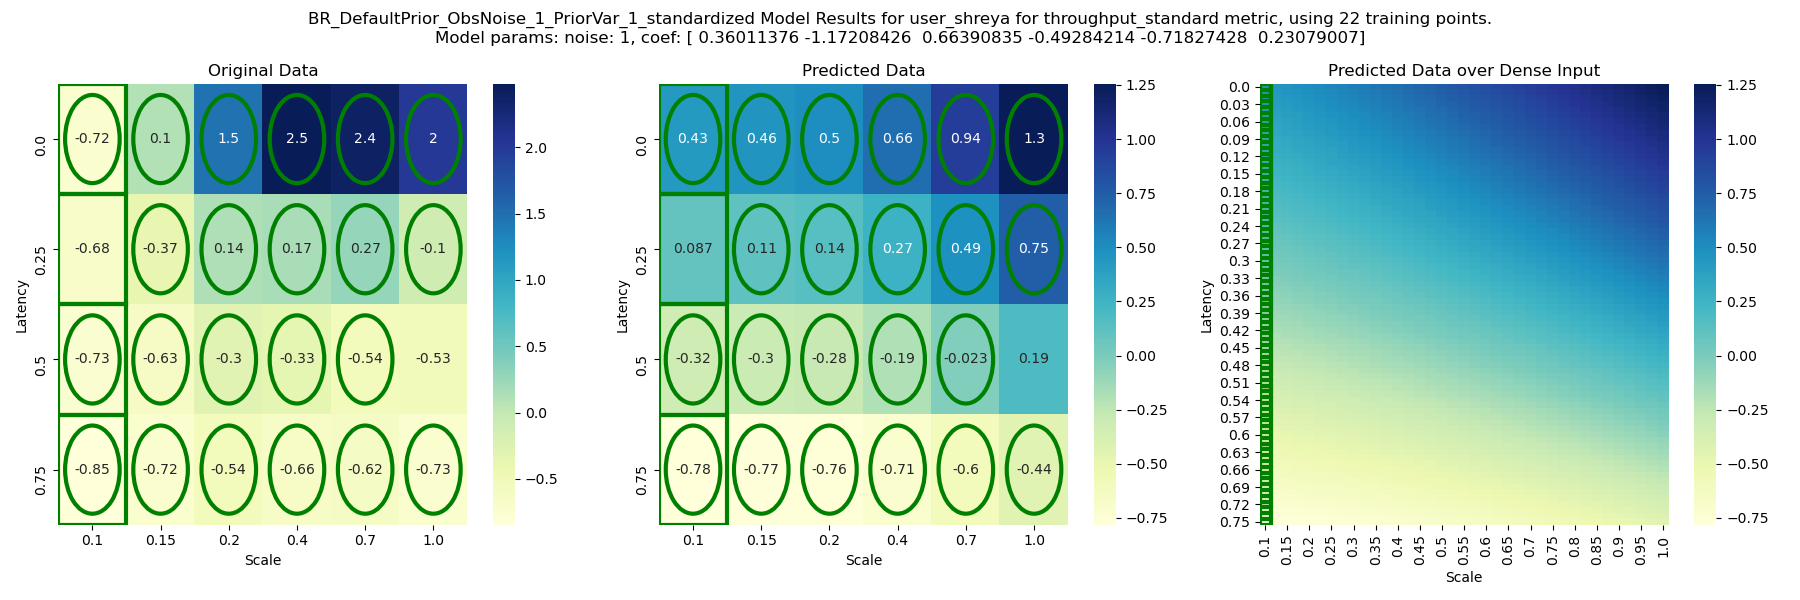 BR_DefaultPrior_ObsNoise_1_PriorVar_1_standardized Model Results for user_shreya for throughput_standard metric, using 22 training points.
Model params: noise: 1, coef: [ 0.36011376 -1.17208426  0.66390835 -0.49284214 -0.71827428  0.23079007]
Original Data
Latency
0.0
-0.72 0.1 1.5 2.5 2.4 2
0.25
-0.68 -0.37 0.14 0.17 0.27 -0.1
0.5
-0.73 -0.63 -0.3 -0.33 -0.54 -0.53
0.75
-0.85 -0.72 -0.54 -0.66 -0.62 -0.73
0.1 0.15 0.2 0.4 0.7 1.0
Scale
2.0
1.5
1.0
0.5
0.0
−0.5
Predicted Data
Latency
0.0
0.43 0.46 0.5 0.66 0.94 1.3
0.25
0.087 0.11 0.14 0.27 0.49 0.75
0.5
-0.32 -0.3 -0.28 -0.19 -0.023 0.19
0.75
-0.78 -0.77 -0.76 -0.71 -0.6 -0.44
0.1 0.15 0.2 0.4 0.7 1.0
Scale
1.25
1.00
0.75
0.50
0.25
0.00
−0.25
−0.50
−0.75
Predicted Data over Dense Input
Latency
0.0
0.03
0.06
0.09
0.12
0.15
0.18
0.21
0.24
0.27
0.3
0.33
0.36
0.39
0.42
0.45
0.48
0.51
0.54
0.57
0.6
0.63
0.66
0.69
0.72
0.75
0.1 0.15 0.2 0.25 0.3 0.35 0.4 0.45 0.5 0.55 0.6 0.65 0.7 0.75 0.8 0.85 0.9 0.95 1.0
Scale
1.25
1.00
0.75
0.50
0.25
0.00
−0.25
−0.50
−0.75